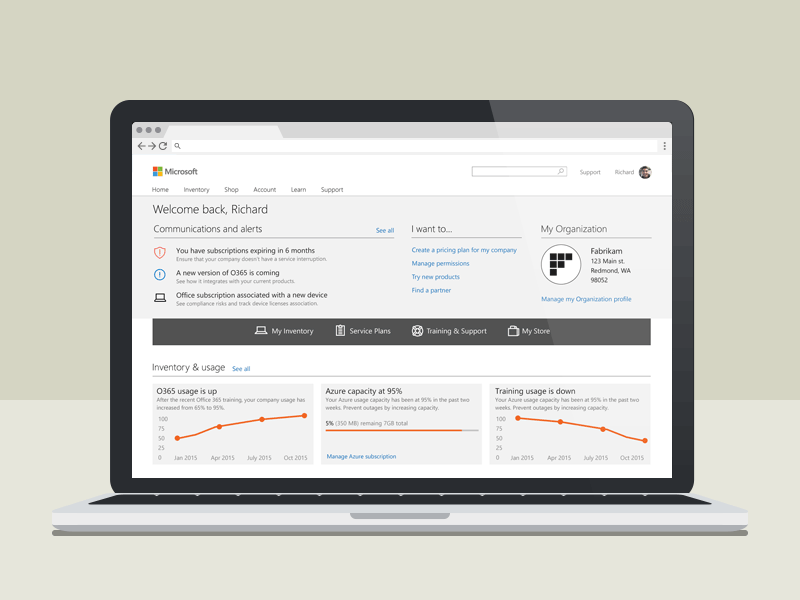 Microsoft
Support
Richard
Home Inventory Shop Account Learn Support
Welcome back, Richard
Communications and alerts
See all
You have subscriptions expiring in 6 months
Ensure that your company doesn't have a service interruption.
A new version of O365 is coming
See how it integrates with your current products.
Office subscription associated with a new device
See compliance risks and track device licenses association.
I want to...
Create a pricing plan for my company
Manage permissions
Try new products
Find a partner
My Organization
Fabrikam
123 Main st.
Redmond, WA
98052
Manage my Organization profile
My Inventory Service Plans Training & Support My Store
Inventory & usage See all
O365 usage is up
After the recent Office 365 training, your company usage has
increased from 65% to 95%.
100
75
50
25
0
Jan 2015 Apr 2015 July 2015 Oct 2015
Azure capacity at 95%
Your Azure usage capacity has been at 95% in the past two
weeks. Prevent outages by increasing capacity.
5% (350 MB) remaing 7GB total
Manage Azure subscription
Training usage is down
Your Azure usage capacity has been at 95% in the past two
weeks. Prevent outages by increasing capacity.
100
75
50
25
0
Jan 2015 Apr 2015 July 2015 Oct 2015